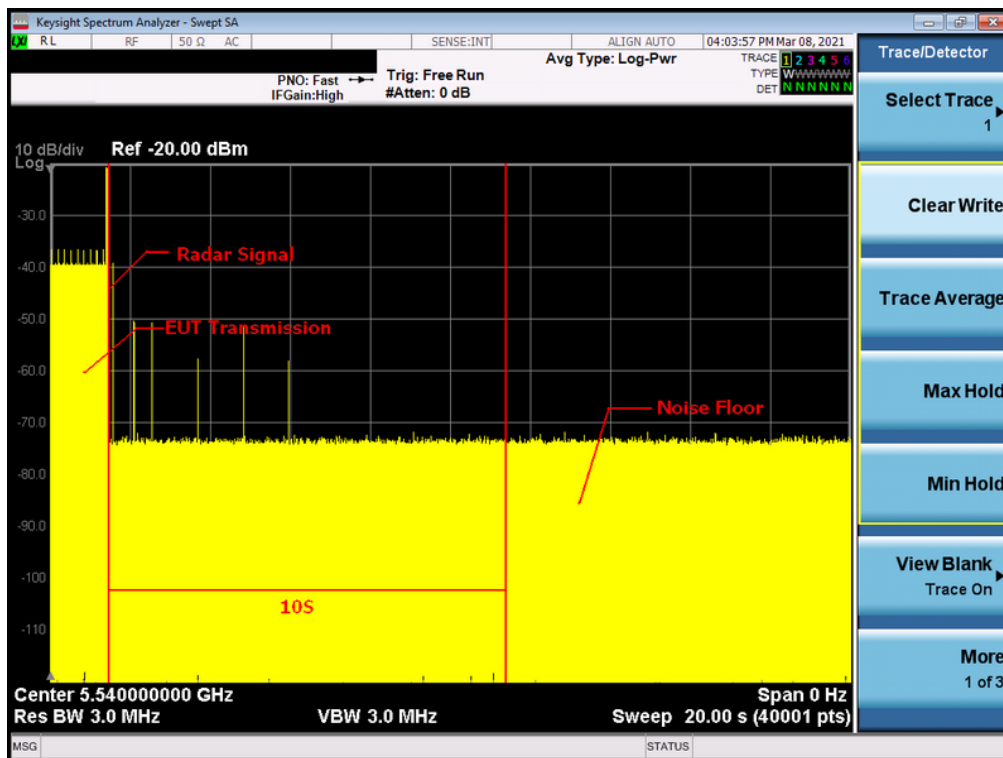 Keysight Spectrum Analyzer - Swept SA
LXI RL RF 50 Ω AC SENSE:INT ALIGN AUTO 04:03:57 PM Mar 08, 2021
PNO: Fast
IFGain:High
Trig: Free Run
#Atten: 0 dB
Avg Type: Log-Pwr
TRACE 1 2 3 4 5 6
TYPE WWWWWW
DET N N N N N N
10 dB/div Ref -20.00 dBm
Log
-30.0
-40.0
-50.0
-60.0
-70.0
-80.0
-90.0
-100
-110
Radar Signal
EUT Transmission
Noise Floor
10S
Center 5.540000000 GHz Span 0 Hz
Res BW 3.0 MHz VBW 3.0 MHz Sweep 20.00 s (40001 pts)
MSG STATUS
Trace/Detector
Select Trace
1
Clear Write
Trace Average
Max Hold
Min Hold
View Blank
Trace On
More
1 of 3